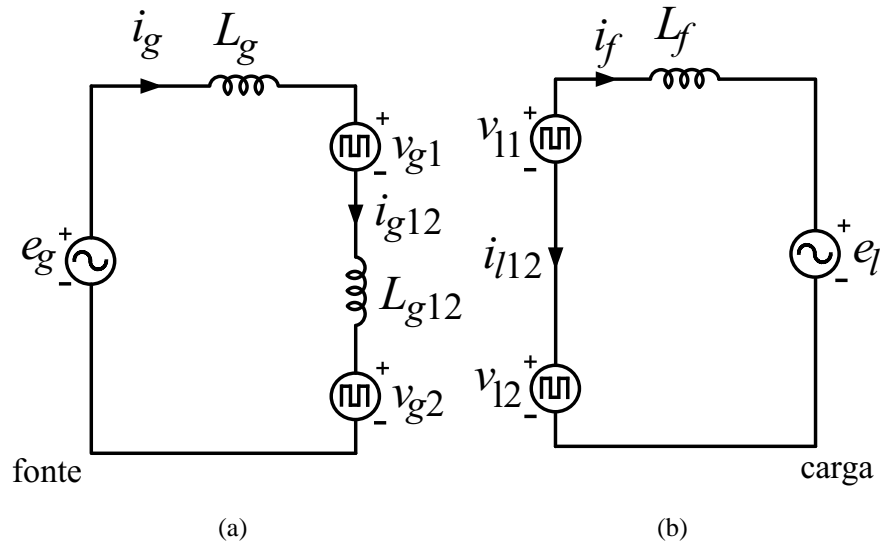 i_g L_g
v_g1
i_g12
e_g
L_g12
v_g2
fonte
(a)
i_f L_f
v_l1
i_l12
e_l
v_l2
carga
(b)